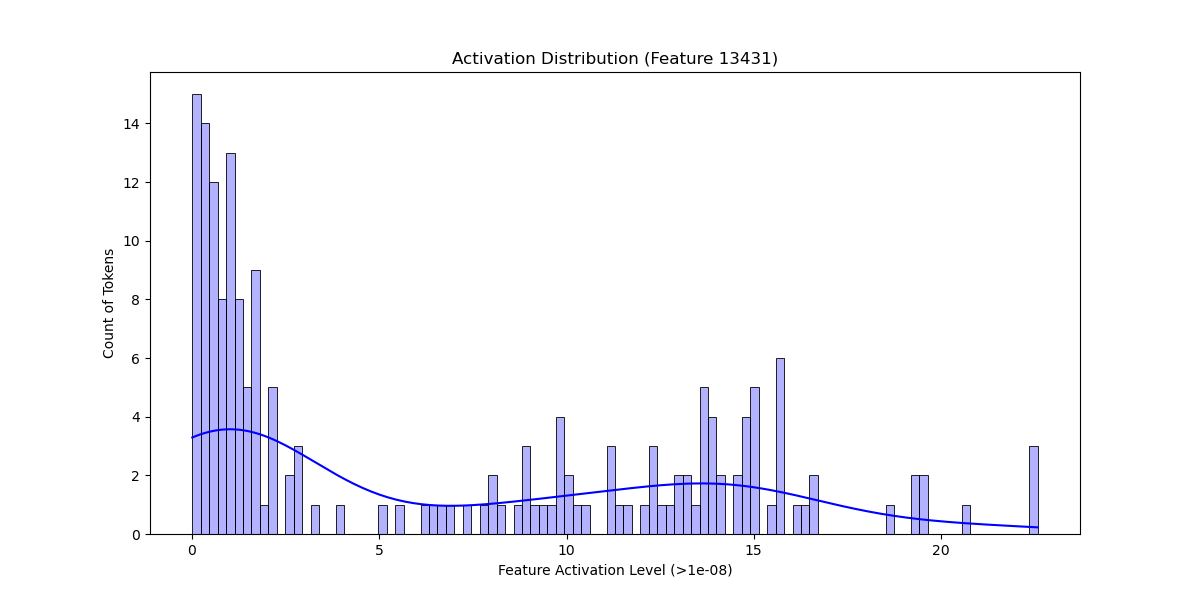 Activation Distribution (Feature 13431)
14
12
10
8
6
4
2
0
Count of Tokens
0 5 10 15 20
Feature Activation Level (>1e-08)